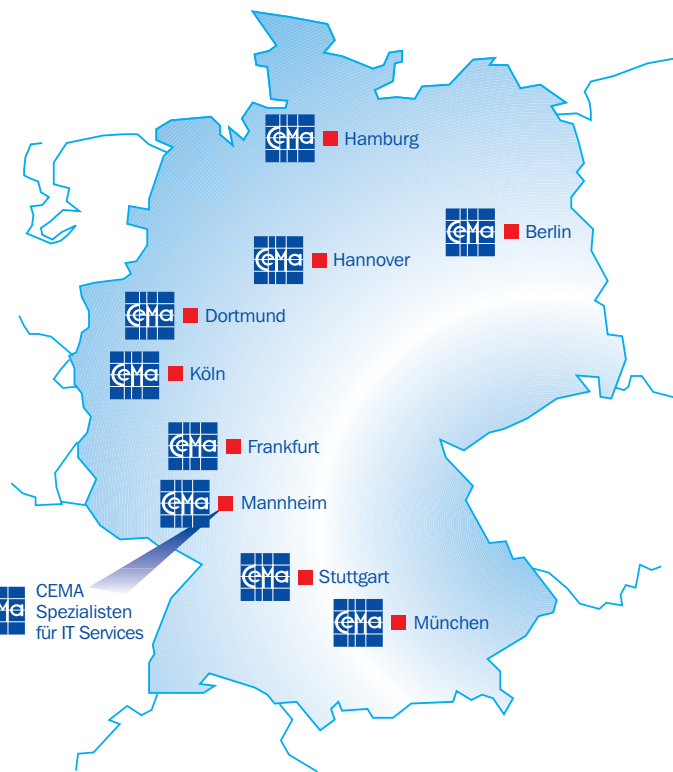 CeMa Hamburg
CeMa Berlin
CeMa Hannover
CeMa Dortmund
CeMa Köln
CeMa Frankfurt
CeMa Mannheim
CeMa Stuttgart
CeMa München
CEMA
Spezialisten
für IT Services